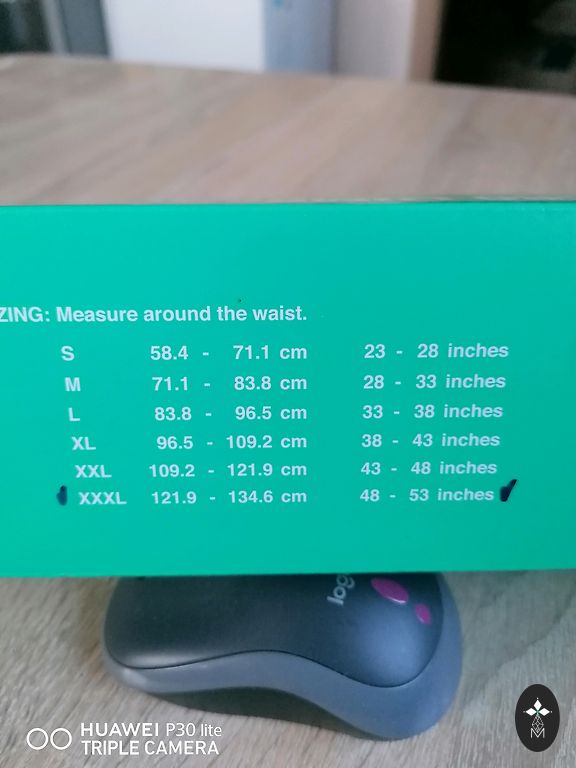 ZING: Measure around the waist.
S 58.4 - 71.1 cm 23 - 28 inches
M 71.1 - 83.8 cm 28 - 33 inches
L 83.8 - 96.5 cm 33 - 38 inches
XL 96.5 - 109.2 cm 38 - 43 inches
XXL 109.2 - 121.9 cm 43 - 48 inches
XXXL 121.9 - 134.6 cm 48 - 53 inches
log
HUAWEI P30 lite
TRIPLE CAMERA
M